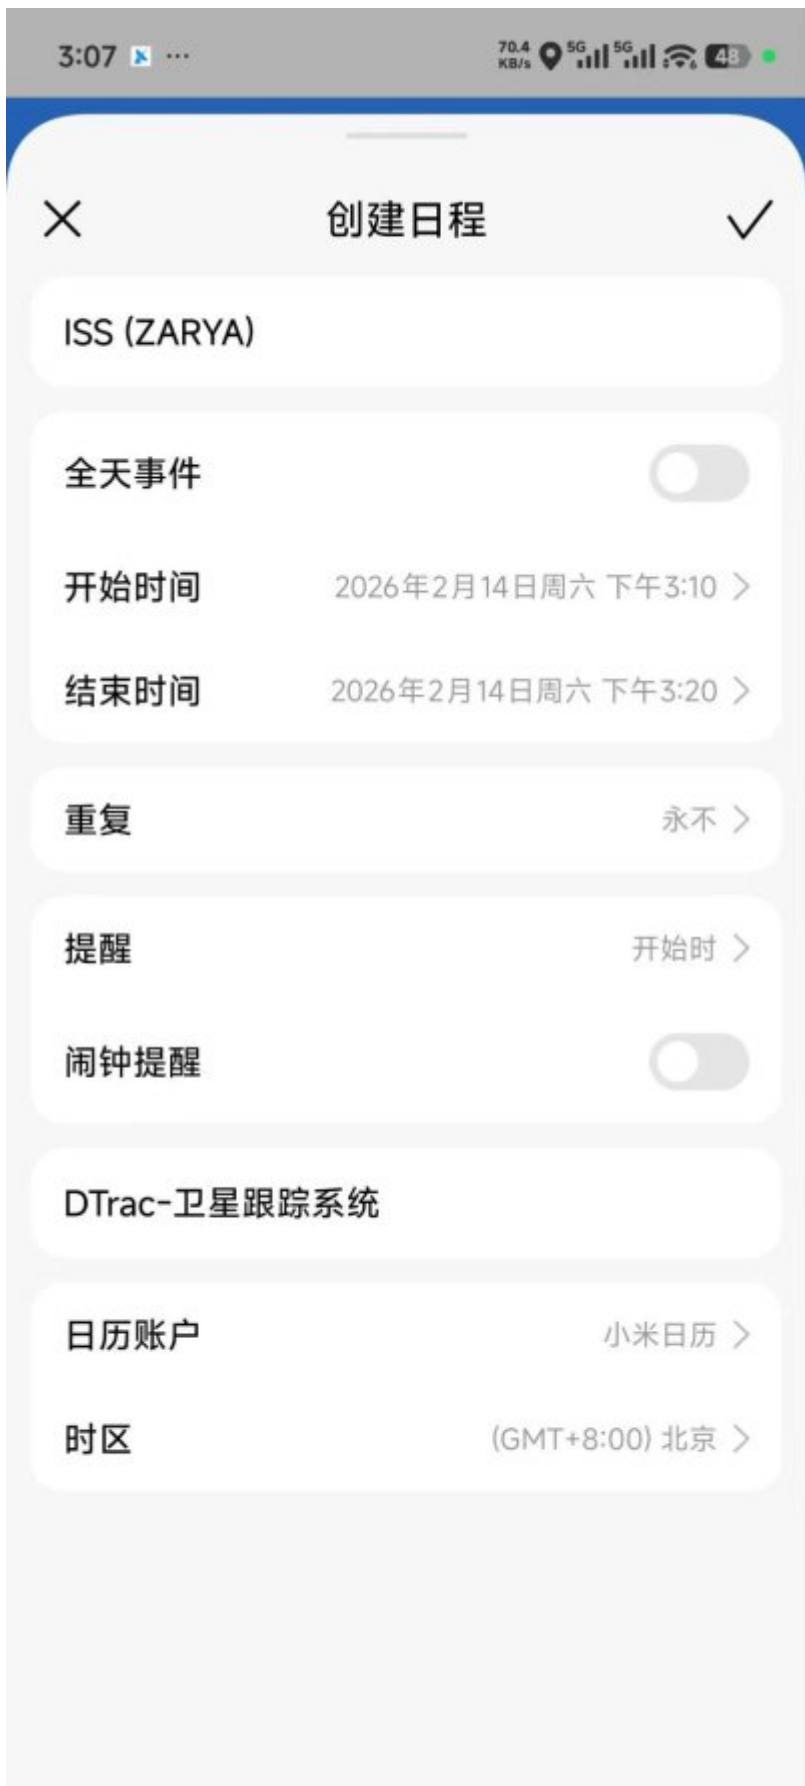 3:07 ... 70.4 KB/s 5G 5G 48
创建日程
ISS (ZARYA)
全天事件
开始时间 2026年2月14日周六 下午3:10
结束时间 2026年2月14日周六 下午3:20
重复 永不
提醒 开始时
闹钟提醒
DTrac-卫星跟踪系统
日历账户 小米日历
时区 (GMT+8:00) 北京